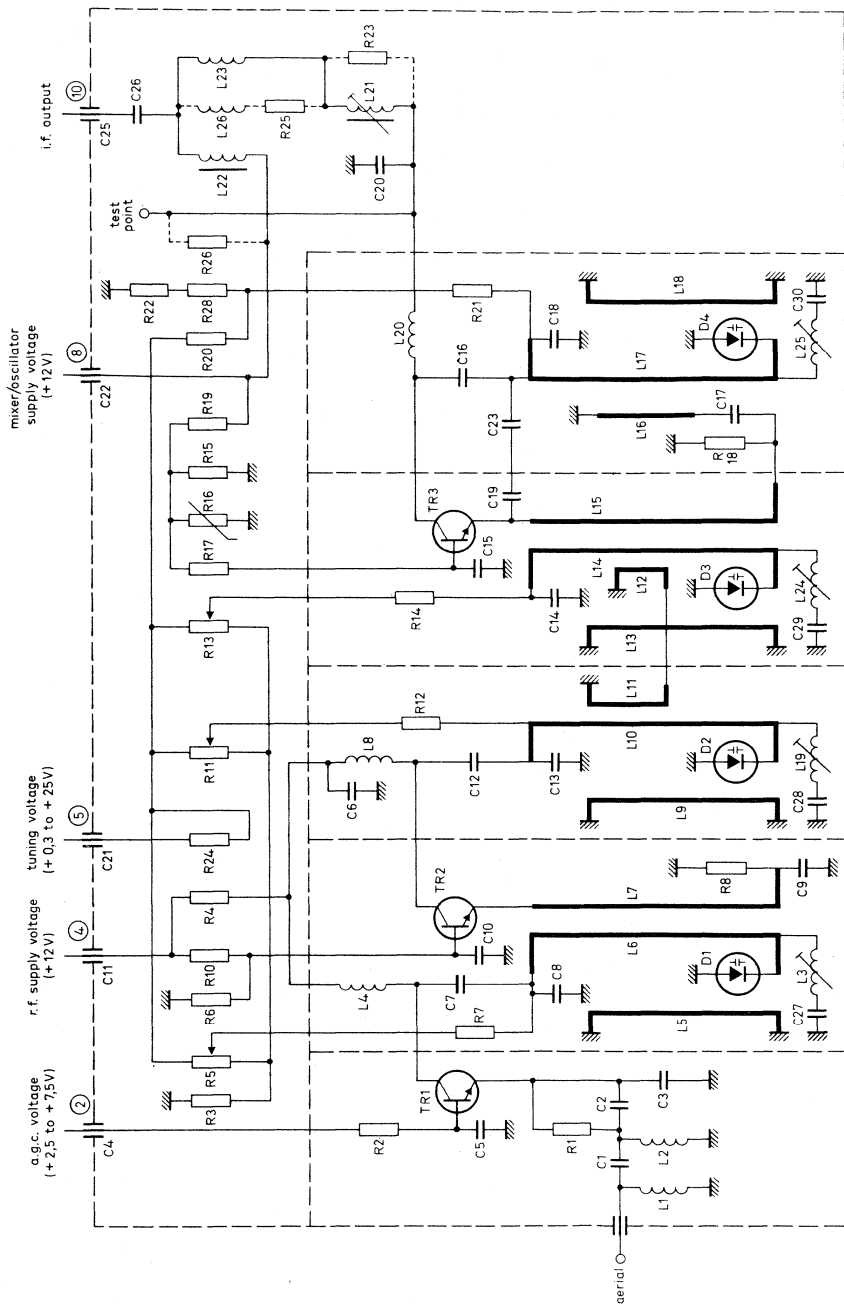 a.g.c. voltage
(+ 2,5 to + 7,5V)
2
C4
r.f. supply voltage
(+ 12V)
4
C11
tuning voltage
(+ 0,3 to + 25V)
5
C21
mixer/oscillator
supply voltage
(+ 12V)
8
C22
i.f. output
10
C25
C26
test
point
R3
R5
R6
R10
R4
R24
R11
R13
R17
R16
R15
R19
R20
R28
R22
R26
L22
L26
L23
R25
L21
R23
C20
R2
TR1
C5
L4
C7
R7
C8
TR2
C10
C6
L8
C12
C13
R12
R14
C14
TR3
C15
C19
C23
C16
L20
R21
C18
R1
C2
C3
C1
L2
L1
aerial
L5
D1
L6
L3
C27
L7
R8
C9
L9
D2
L10
L19
C28
L11
L12
L13
L14
D3
L24
C29
L15
R
18
L16
C17
L17
D4
L18
L25
C30